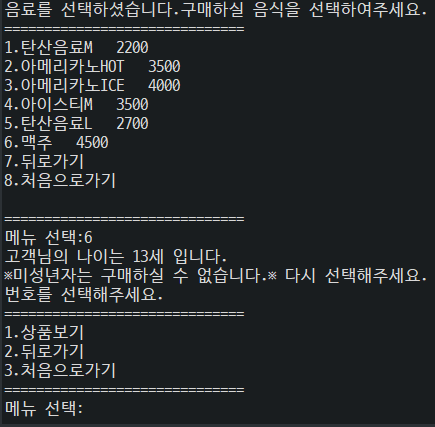 음료를 선택하셨습니다.구매하실 음식을 선택하여주세요.
==============================
1.탄산음료M   2200
2.아메리카노HOT   3500
3.아메리카노ICE   4000
4.아이스티M   3500
5.탄산음료L   2700
6.맥주   4500
7.뒤로가기
8.처음으로가기
==============================
메뉴 선택:6
고객님의 나이는 13세 입니다.
※미성년자는 구매하실 수 없습니다.※ 다시 선택해주세요.
번호를 선택해주세요.
==============================
1.상품보기
2.뒤로가기
3.처음으로가기
==============================
메뉴 선택: